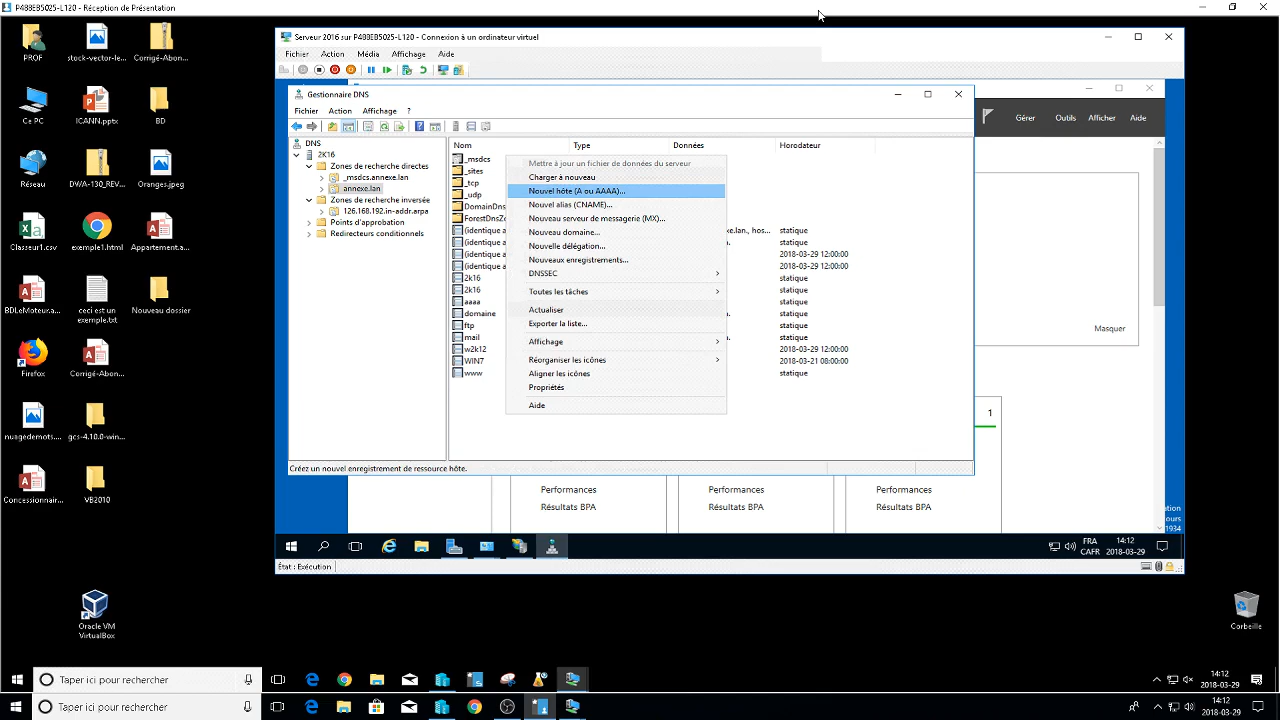 P4B8EB5025-L120 - Réception de Présentation
PROF
stock-vector-le...
Corrigé-Abon...
Ce PC
ICANN.pptx
BD
Réseau
DWA-130_REV...
Oranges.jpeg
Classeur1.csv
exemple1.html
Appartement.a...
BDLeMoteur.a...
ceci est un
exemple.txt
Nouveau dossier
Firefox
Corrigé-Abon...
nuagedemots....
gcs-4.10.0-win...
Concessionnair...
VB2010
Oracle VM
VirtualBox
Corbeille
Serveur 2016 sur P4B8EB5025-L120 - Connexion à un ordinateur virtuel
Fichier Action Média Affichage Aide
Gérer Outils Afficher Aide
Masquer
1
Gestionnaire DNS
Fichier Action Affichage ?
DNS
2K16
Zones de recherche directes
_msdcs.annexe.lan
annexe.lan
Zones de recherche inversée
126.168.192.in-addr.arpa
Points d'approbation
Redirecteurs conditionnels
Nom Type Données Horodateur
_msdcs
_sites
_tcp
_udp
DomainDns
ForestDnsZo
(identique a xe.lan., hos... statique
(identique a n. statique
(identique a 2018-03-29 12:00:00
(identique a 2018-03-29 12:00:00
2k16 statique
2k16 statique
aaaa statique
domaine n. statique
ftp n. statique
mail n. statique
w2k12 2018-03-29 12:00:00
WIN7 2018-03-21 08:00:00
www statique
Mettre à jour un fichier de données du serveur
Charger à nouveau
Nouvel hôte (A ou AAAA)...
Nouvel alias (CNAME)...
Nouveau serveur de messagerie (MX)...
Nouveau domaine...
Nouvelle délégation...
Nouveaux enregistrements...
DNSSEC
Toutes les tâches
Actualiser
Exporter la liste...
Affichage
Réorganiser les icônes
Aligner les icônes
Propriétés
Aide
Créez un nouvel enregistrement de ressource hôte.
Performances Performances Performances
Résultats BPA Résultats BPA Résultats BPA
ation
ours
1934
FRA
CAFR
14:12
2018-03-29
État : Exécution
Taper ici pour rechercher
14:12
2018-03-29
Taper ici pour rechercher
14:12
2018-03-29